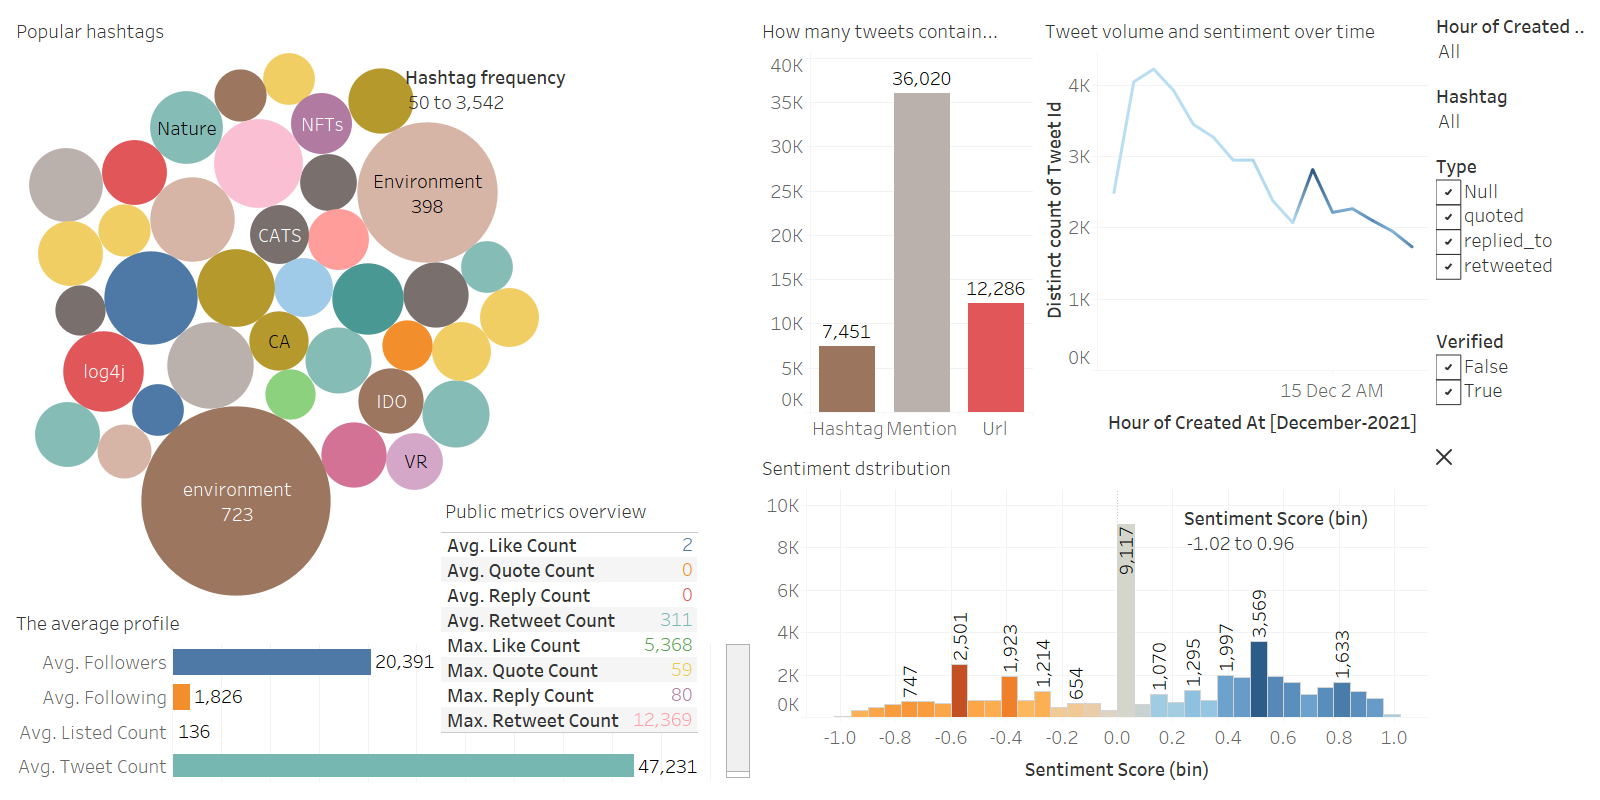 Popular hashtags
Hashtag frequency
50 to 3,542
Nature
NFTs
Environment
398
CATS
CA
log4j
IDO
VR
environment
723
Public metrics overview
Avg. Like Count 2
Avg. Quote Count 0
Avg. Reply Count 0
Avg. Retweet Count 311
Max. Like Count 5,368
Max. Quote Count 59
Max. Reply Count 80
Max. Retweet Count 12,369
The average profile
Avg. Followers 20,391
Avg. Following 1,826
Avg. Listed Count 136
Avg. Tweet Count 47,231
How many tweets contain...
40K
35K
30K
25K
20K
15K
10K
5K
0K
7,451
36,020
12,286
Hashtag Mention Url
Tweet volume and sentiment over time
Distinct count of Tweet Id
4K
3K
2K
1K
0K
15 Dec 2 AM
Hour of Created At [December-2021]
Hour of Created ..
All
Hashtag
All
Type
Null
quoted
replied_to
retweeted
Verified
False
True
Sentiment dstribution
10K
8K
6K
4K
2K
0K
Sentiment Score (bin)
-1.02 to 0.96
747
2,501
1,923
1,214
654
9,117
1,070
1,295
1,997
3,569
1,633
-1.0 -0.8 -0.6 -0.4 -0.2 0.0 0.2 0.4 0.6 0.8 1.0
Sentiment Score (bin)